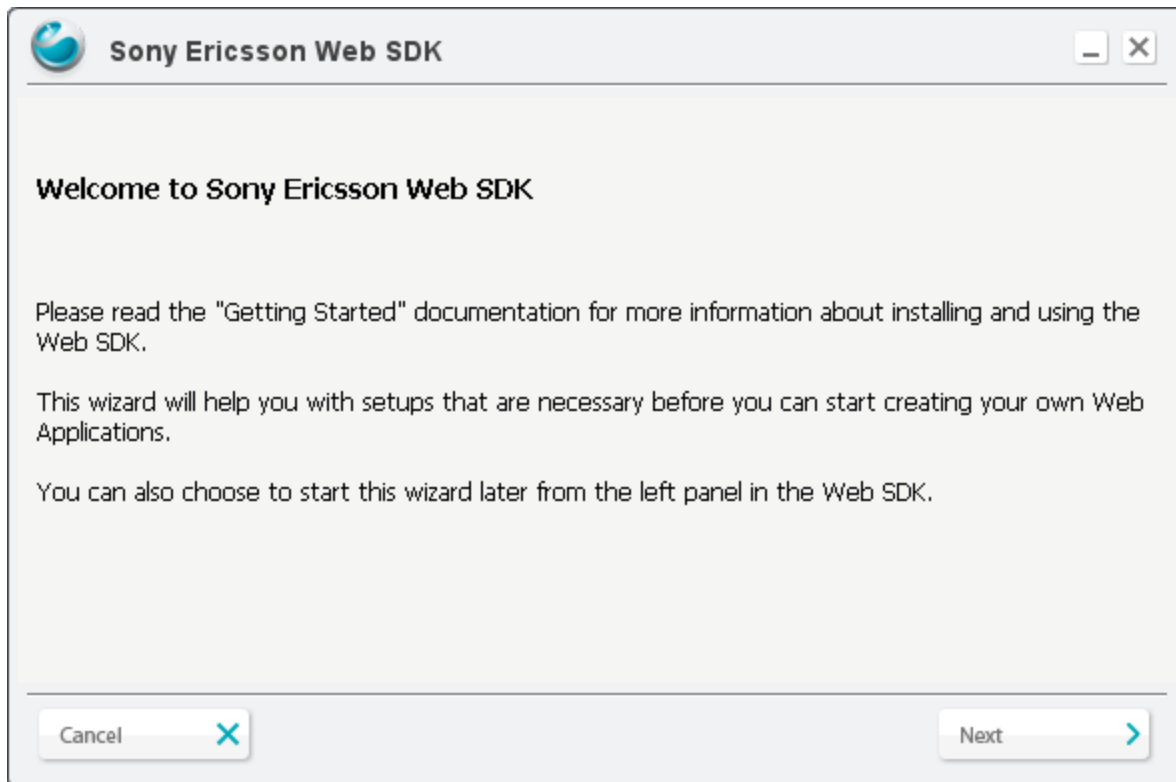 Sony Ericsson Web SDK
Welcome to Sony Ericsson Web SDK
Please read the "Getting Started" documentation for more information about installing and using the
Web SDK.
This wizard will help you with setups that are necessary before you can start creating your own Web
Applications.
You can also choose to start this wizard later from the left panel in the Web SDK.
Cancel
Next